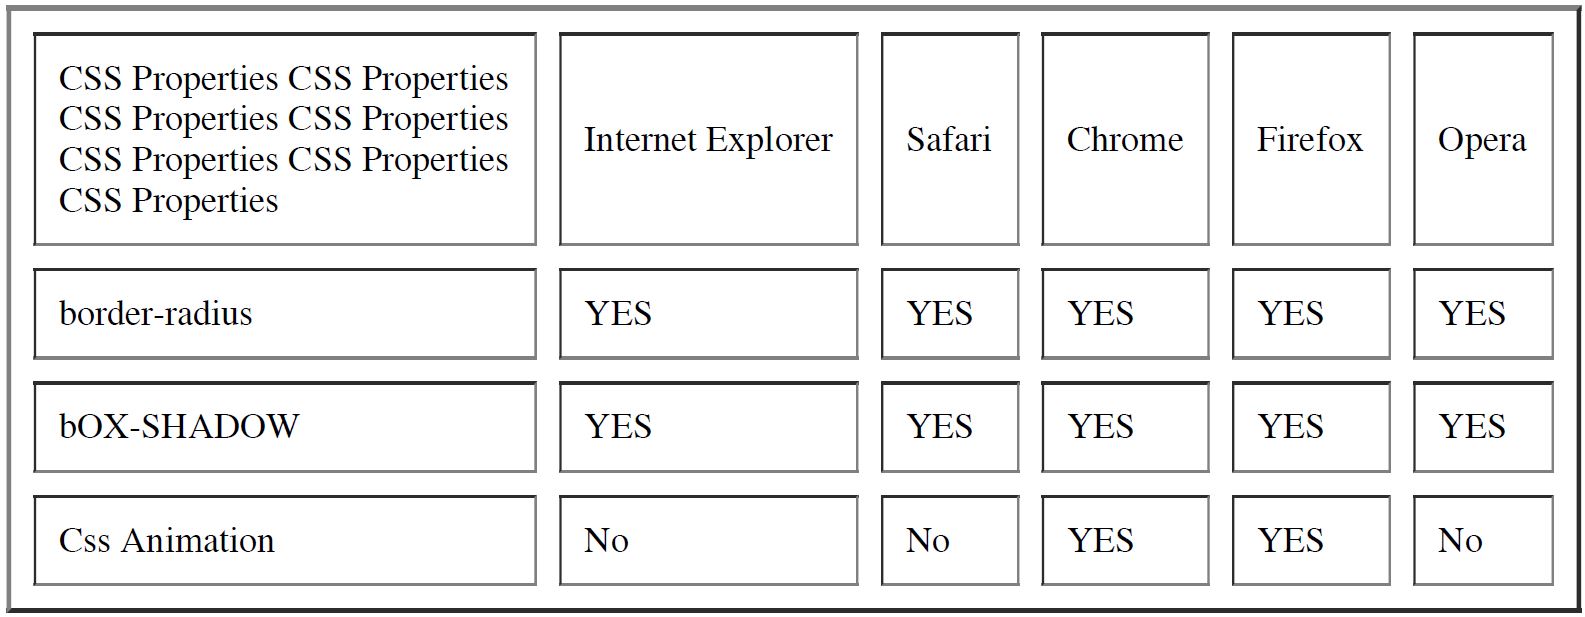 CSS Properties CSS Properties
CSS Properties CSS Properties
CSS Properties CSS Properties
CSS Properties
Internet Explorer
Safari
Chrome
Firefox
Opera
border-radius YES YES YES YES YES
bOX-SHADOW YES YES YES YES YES
Css Animation No No YES YES No